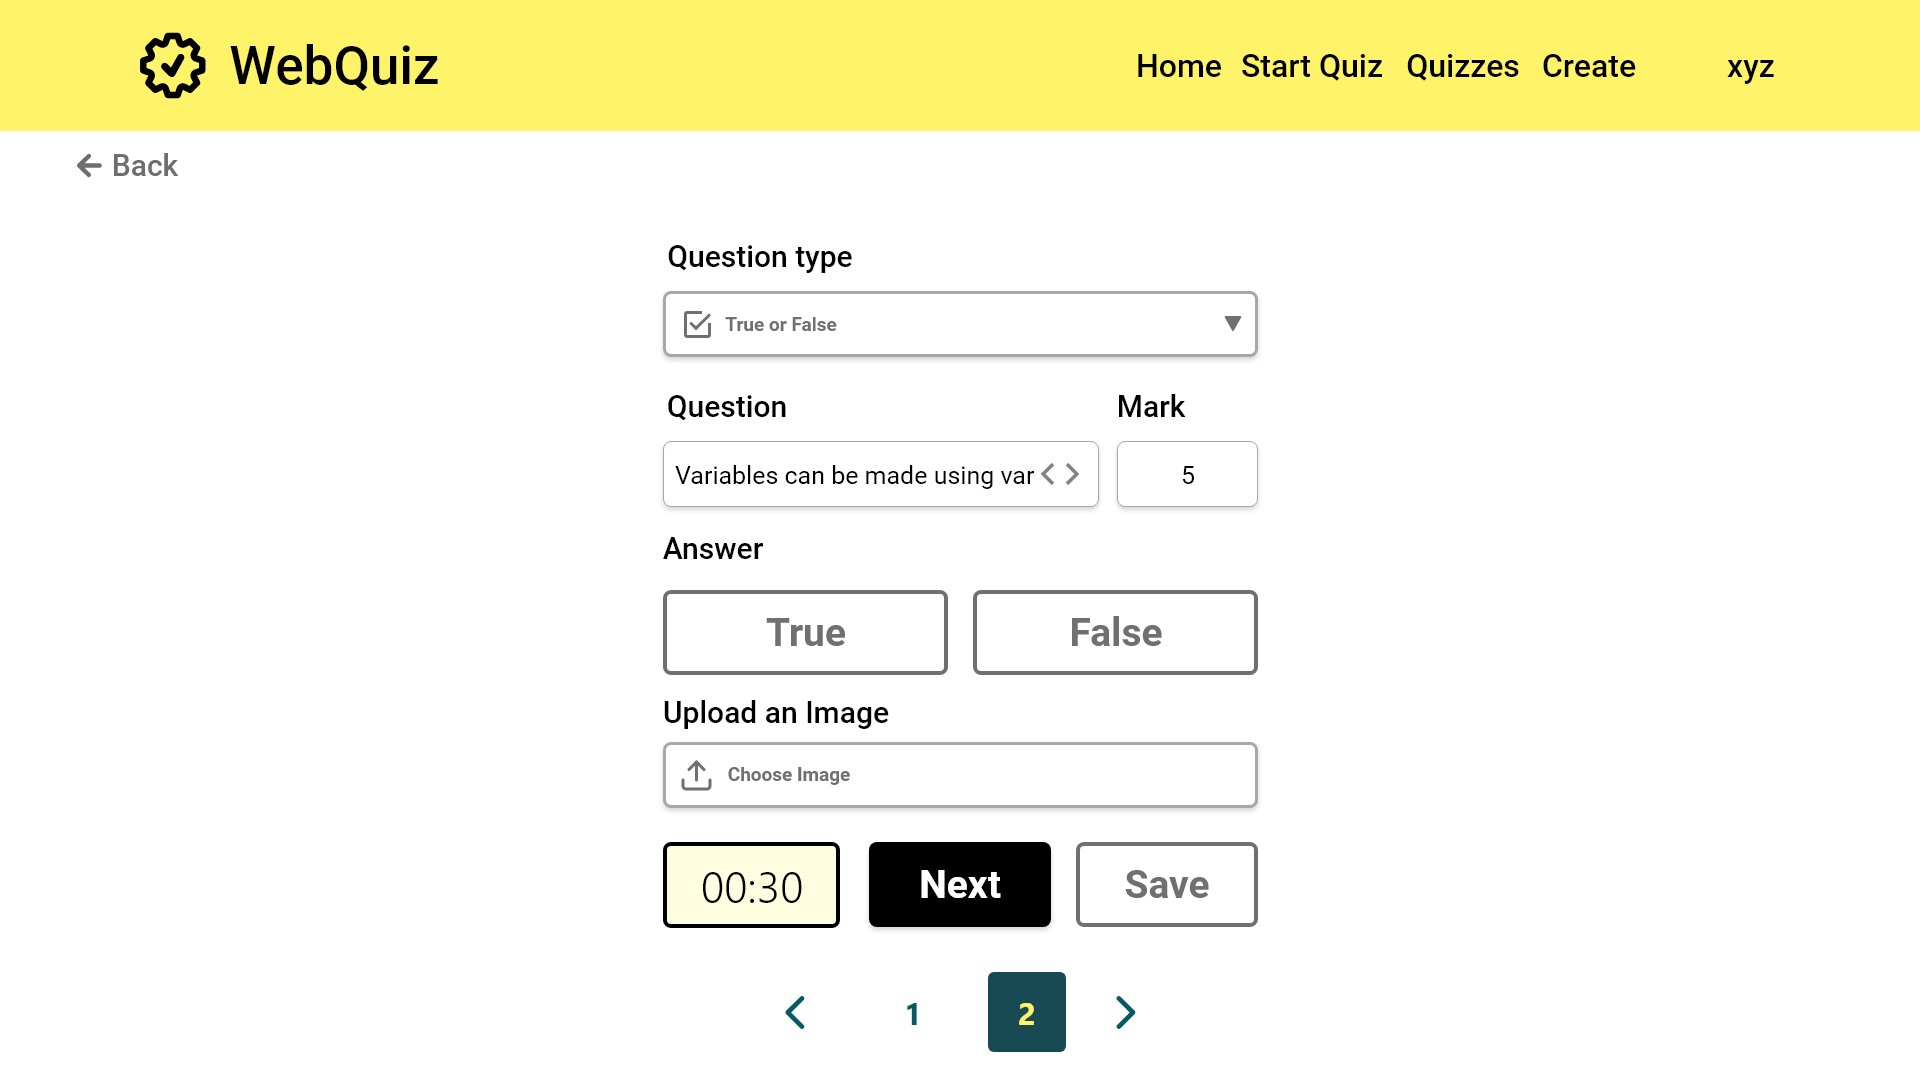 WebQuiz
Home Start Quiz Quizzes Create xyz
Back
Question type
True or False
Question Mark
Variables can be made using var 5
Answer
True False
Upload an Image
Choose Image
00:30 Next Save
1 2